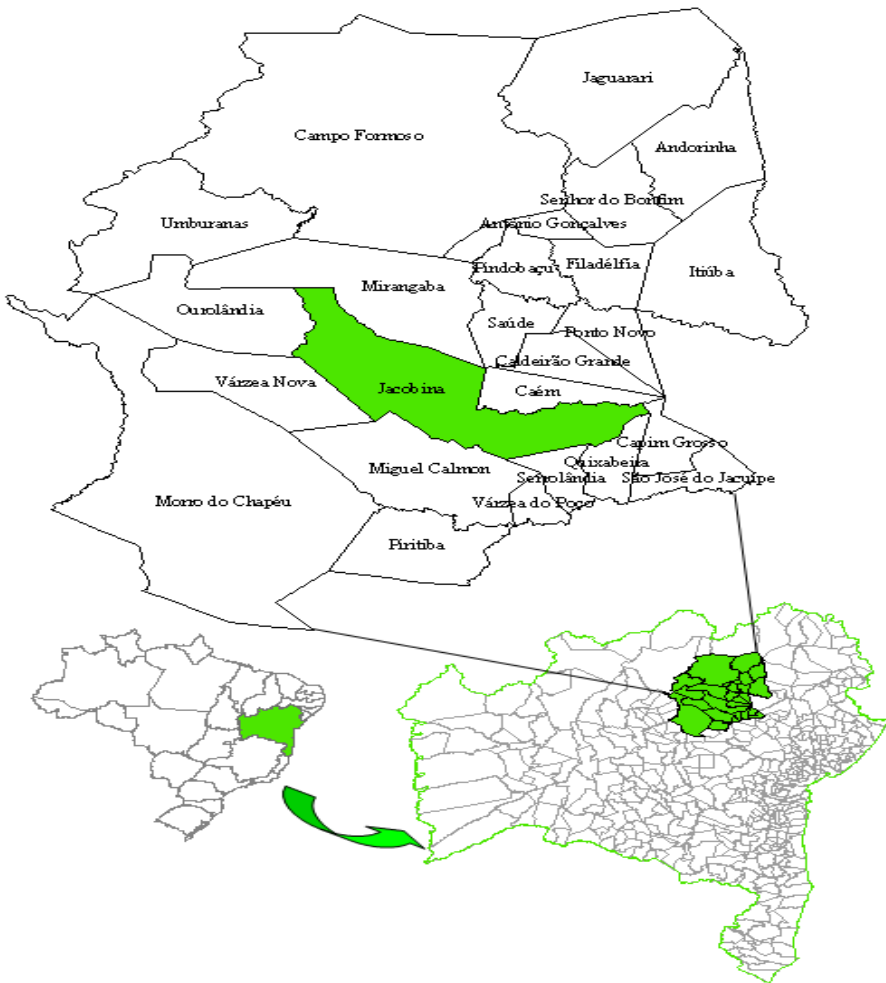 Jaguarari
Campo Formoso
Andorinha
Senhor do Bonfim
Umburanas
Antônio Gonçalves
Pindobaçu
Filadélfia
Itiúba
Mirangaba
Ourolândia
Saúde
Ponto Novo
Caldeirão Grande
Várzea Nova
Jacobina
Caém
Capim Grosso
Quixabeira
Miguel Calmon
Serrolândia
São José do Jacuípe
Morro do Chapéu
Várzea do Poço
Piritiba